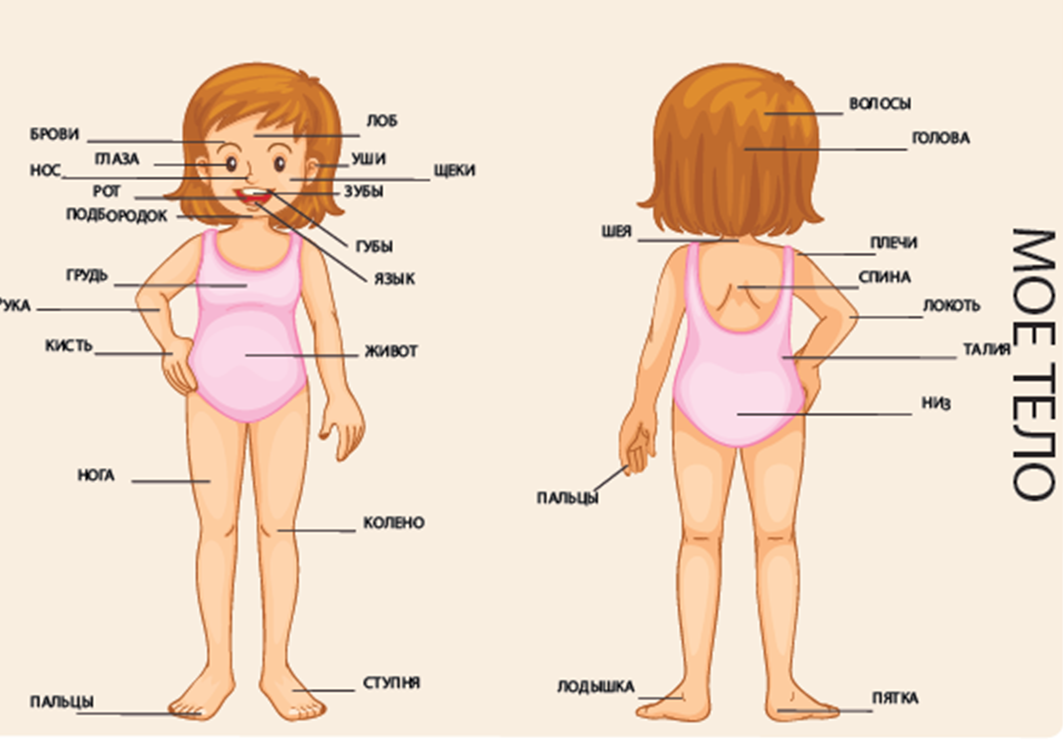 БРОВИ
ЛОБ
ГЛАЗА
УШИ
НОС
ЩЕКИ
РОТ
ЗУБЫ
ПОДБОРОДОК
ГУБЫ
ГРУДЬ
ЯЗЫК
УКА
КИСТЬ
ЖИВОТ
НОГА
КОЛЕНО
СТУПНЯ
ПАЛЬЦЫ
ВОЛОСЫ
ГОЛОВА
ШЕЯ
ПЛЕЧИ
СПИНА
ЛОКОТЬ
ТАЛИЯ
НИЗ
ПАЛЬЦЫ
ЛОДЫШКА
ПЯТКА
МОЕ ТЕЛО